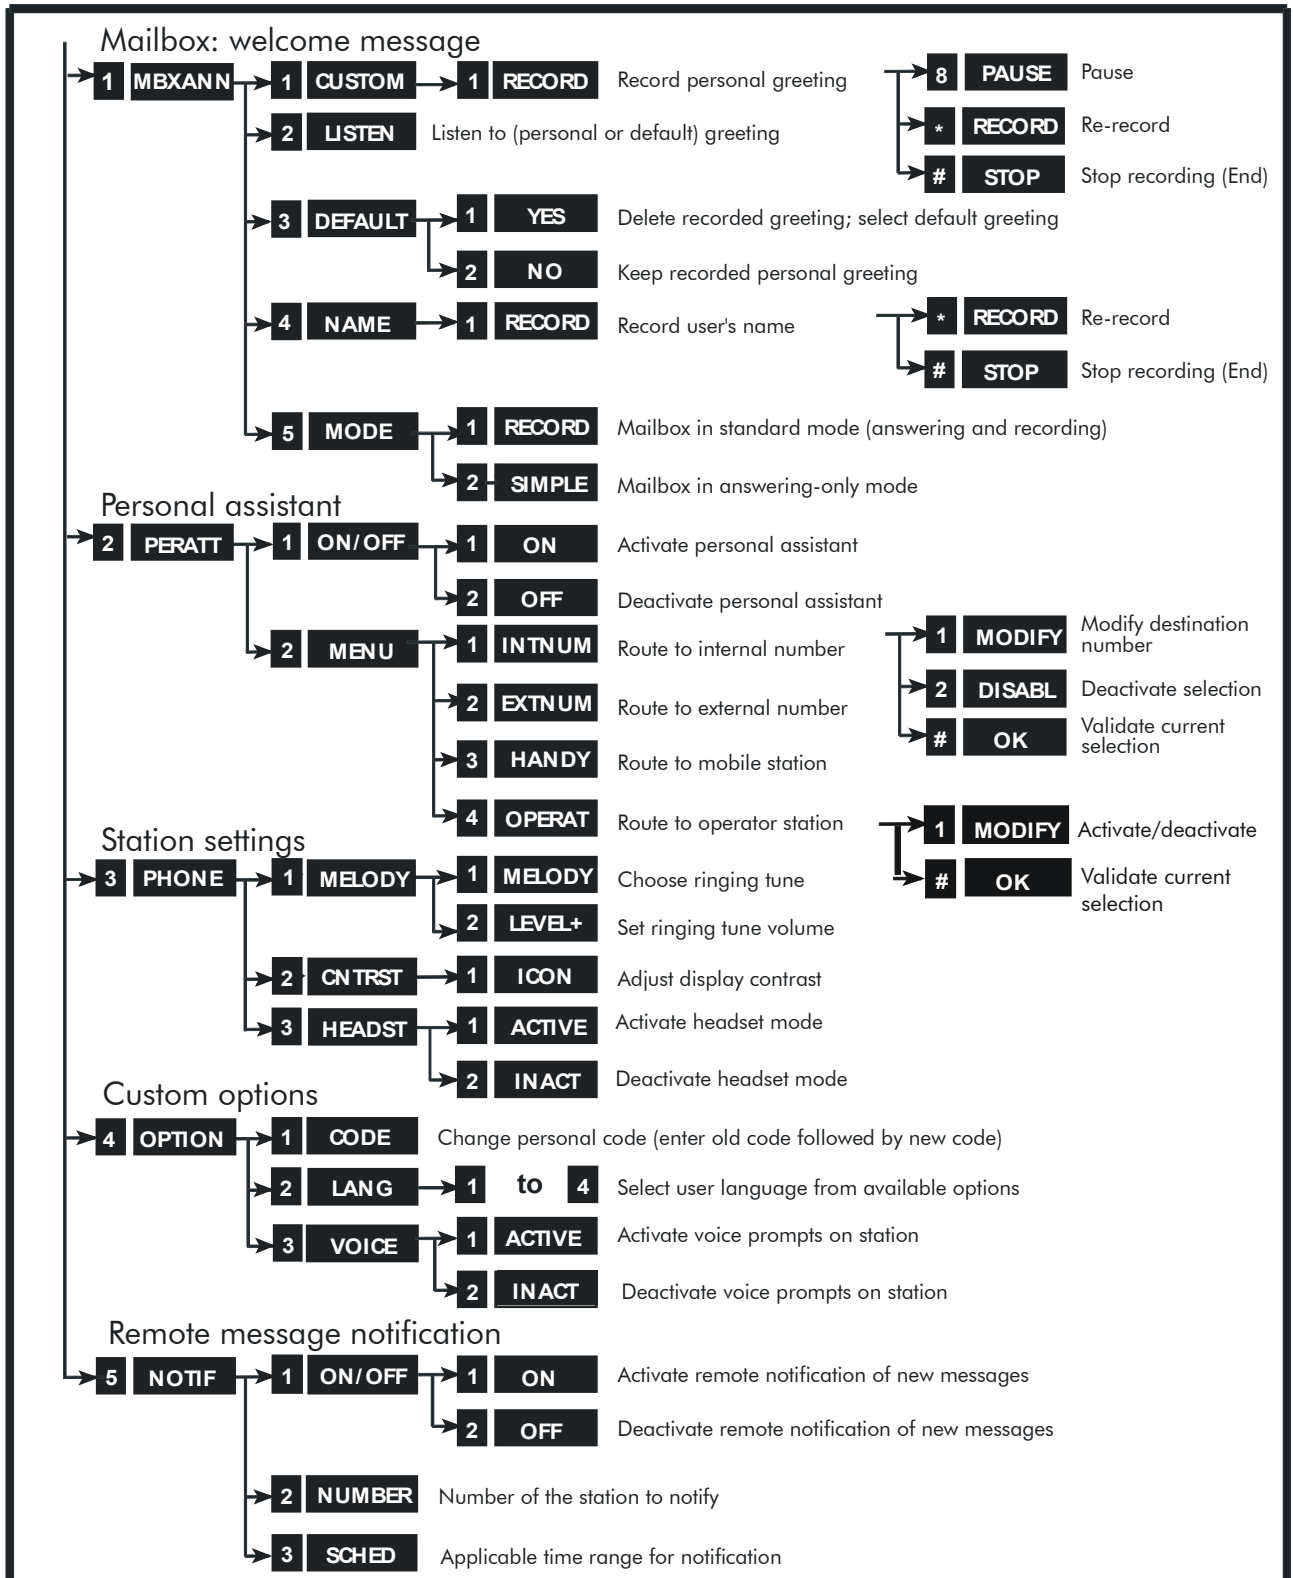 Mailbox: welcome message
1 MBXANN 1 CUSTOM 1 RECORD Record personal greeting 8 PAUSE Pause
2 LISTEN Listen to (personal or default) greeting * RECORD Re-record
# STOP Stop recording (End)
3 DEFAULT 1 YES Delete recorded greeting; select default greeting
2 NO Keep recorded personal greeting
4 NAME 1 RECORD Record user's name * RECORD Re-record
# STOP Stop recording (End)
5 MODE 1 RECORD Mailbox in standard mode (answering and recording)
2 SIMPLE Mailbox in answering-only mode
Personal assistant
2 PERATT 1 ON/OFF 1 ON Activate personal assistant
2 OFF Deactivate personal assistant
2 MENU 1 INTNUM Route to internal number 1 MODIFY Modify destination
number
2 EXTNUM Route to external number 2 DISABL Deactivate selection
# OK Validate current
selection
3 HANDY Route to mobile station
4 OPERAT Route to operator station 1 MODIFY Activate/deactivate
# OK Validate current
selection
Station settings
3 PHONE 1 MELODY 1 MELODY Choose ringing tune
2 LEVEL+ Set ringing tune volume
2 CNTRST 1 ICON Adjust display contrast
3 HEADST 1 ACTIVE Activate headset mode
2 INACT Deactivate headset mode
Custom options
4 OPTION 1 CODE Change personal code (enter old code followed by new code)
2 LANG 1 to 4 Select user language from available options
3 VOICE 1 ACTIVE Activate voice prompts on station
2 INACT Deactivate voice prompts on station
Remote message notification
5 NOTIF 1 ON/OFF 1 ON Activate remote notification of new messages
2 OFF Deactivate remote notification of new messages
2 NUMBER Number of the station to notify
3 SCHED Applicable time range for notification